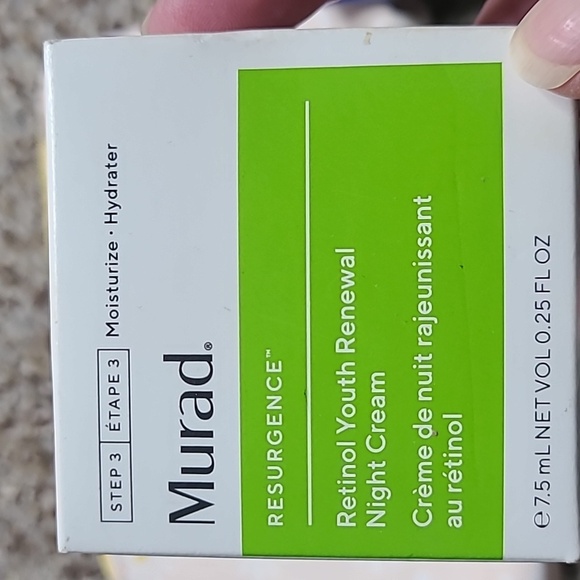 STEP 3 ÉTAPE 3 Moisturize · Hydrater
Murad®
RESURGENCE™
Retinol Youth Renewal
Night Cream
Crème de nuit rajeunissant
au rétinol
℮ 7.5 mL NET VOL 0.25 FL OZ